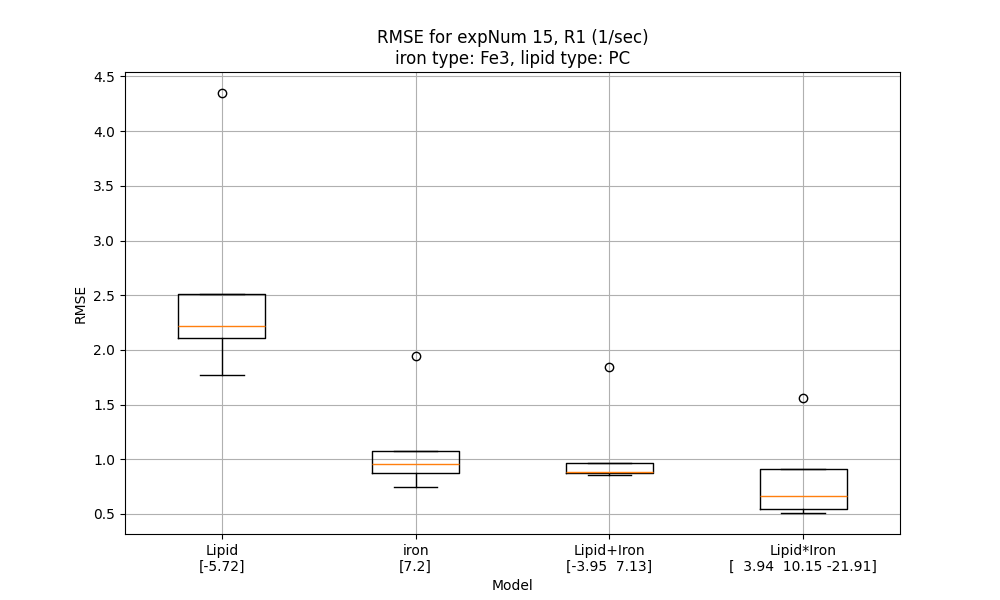 RMSE for expNum 15, R1 (1/sec)
iron type: Fe3, lipid type: PC
4.5
4.0
3.5
3.0
2.5
2.0
1.5
1.0
0.5
RMSE
Lipid
[-5.72]
iron
[7.2]
Lipid+Iron
[-3.95  7.13]
Lipid*Iron
[  3.94  10.15 -21.91]
Model